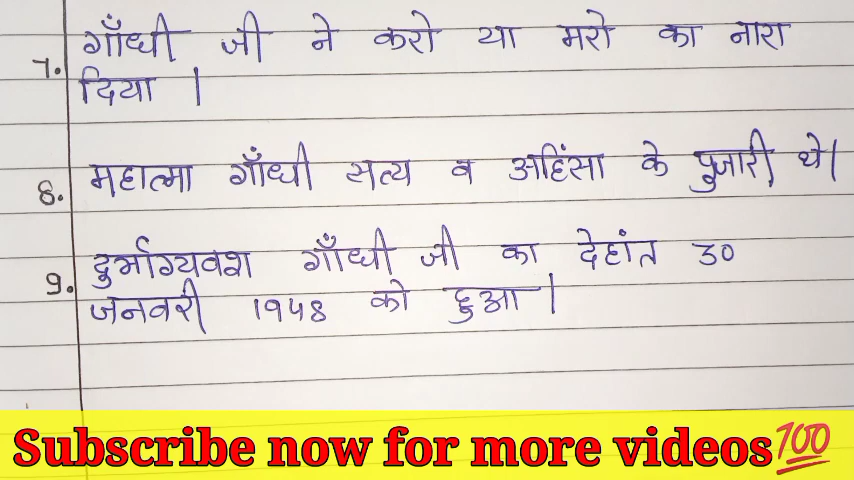 7. गाँधी जी ने करो या मरो का नारा
दिया |
8. महात्मा गाँधी सत्य व अहिंसा के पुजारी थे|
9. दुर्भाग्यवश गाँधी जी का देहांत 30
जनवरी 1948 को हुआ |
Subscribe now for more videos💯